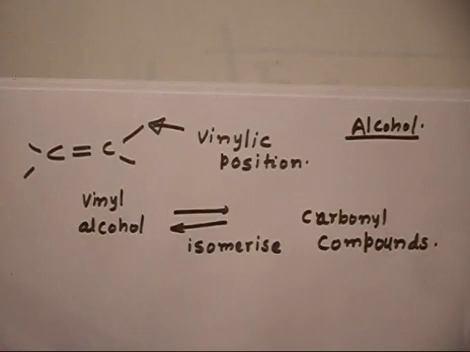 Alcohol.
C = C
Vinylic
position.
Vinyl
alcohol
isomerise
Carbonyl
Compounds.